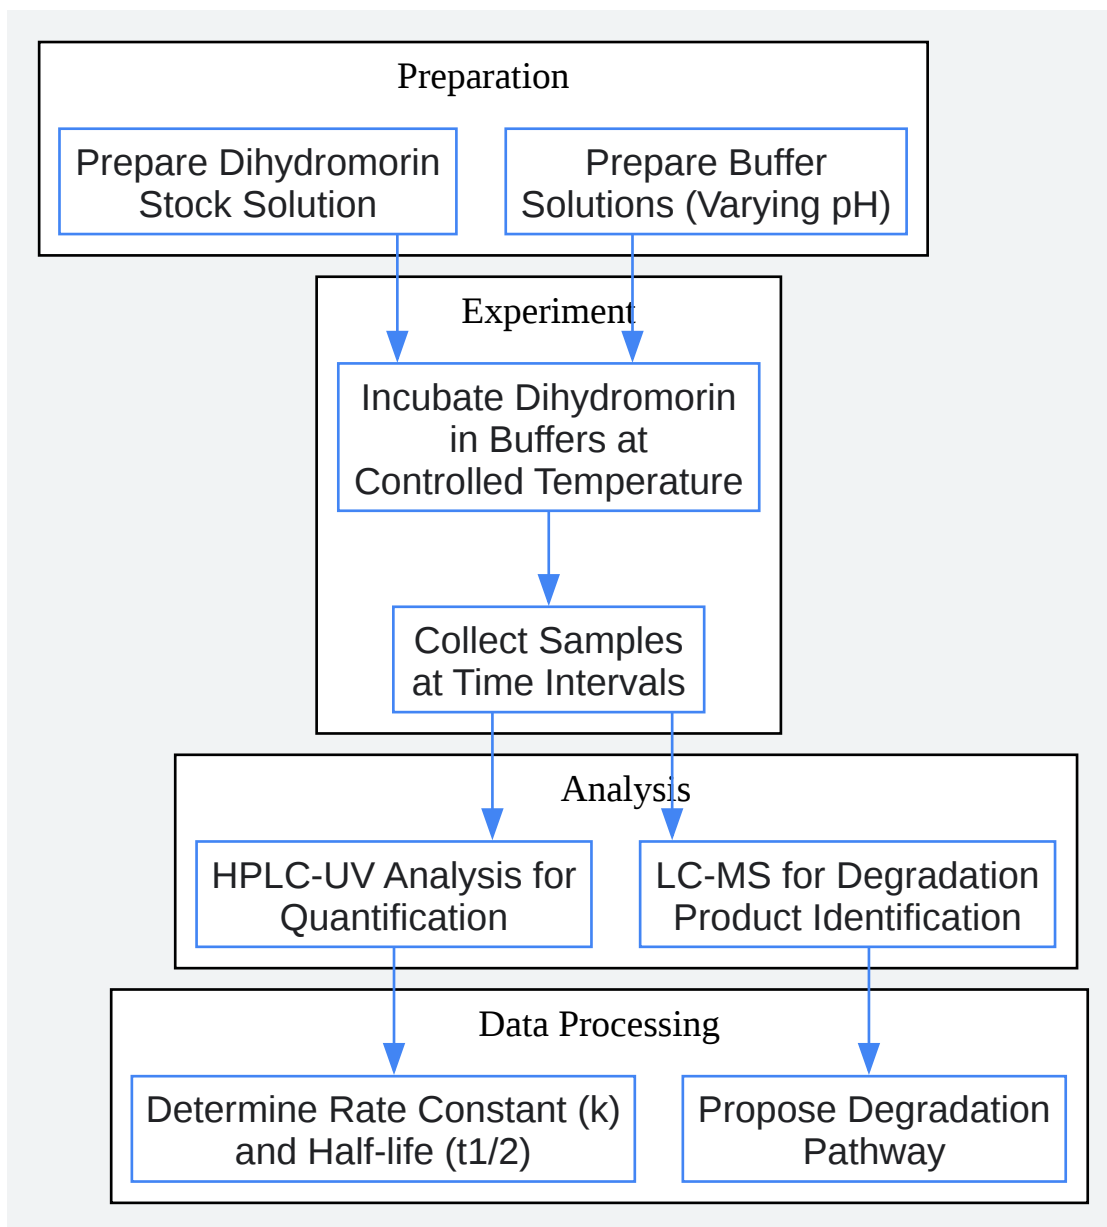 Preparation
Prepare Dihydromorin
Stock Solution
Prepare Buffer
Solutions (Varying pH)
Experiment
Incubate Dihydromorin
in Buffers at
Controlled Temperature
Collect Samples
at Time Intervals
Analysis
HPLC-UV Analysis for
Quantification
LC-MS for Degradation
Product Identification
Data Processing
Determine Rate Constant (k)
and Half-life (t1/2)
Propose Degradation
Pathway